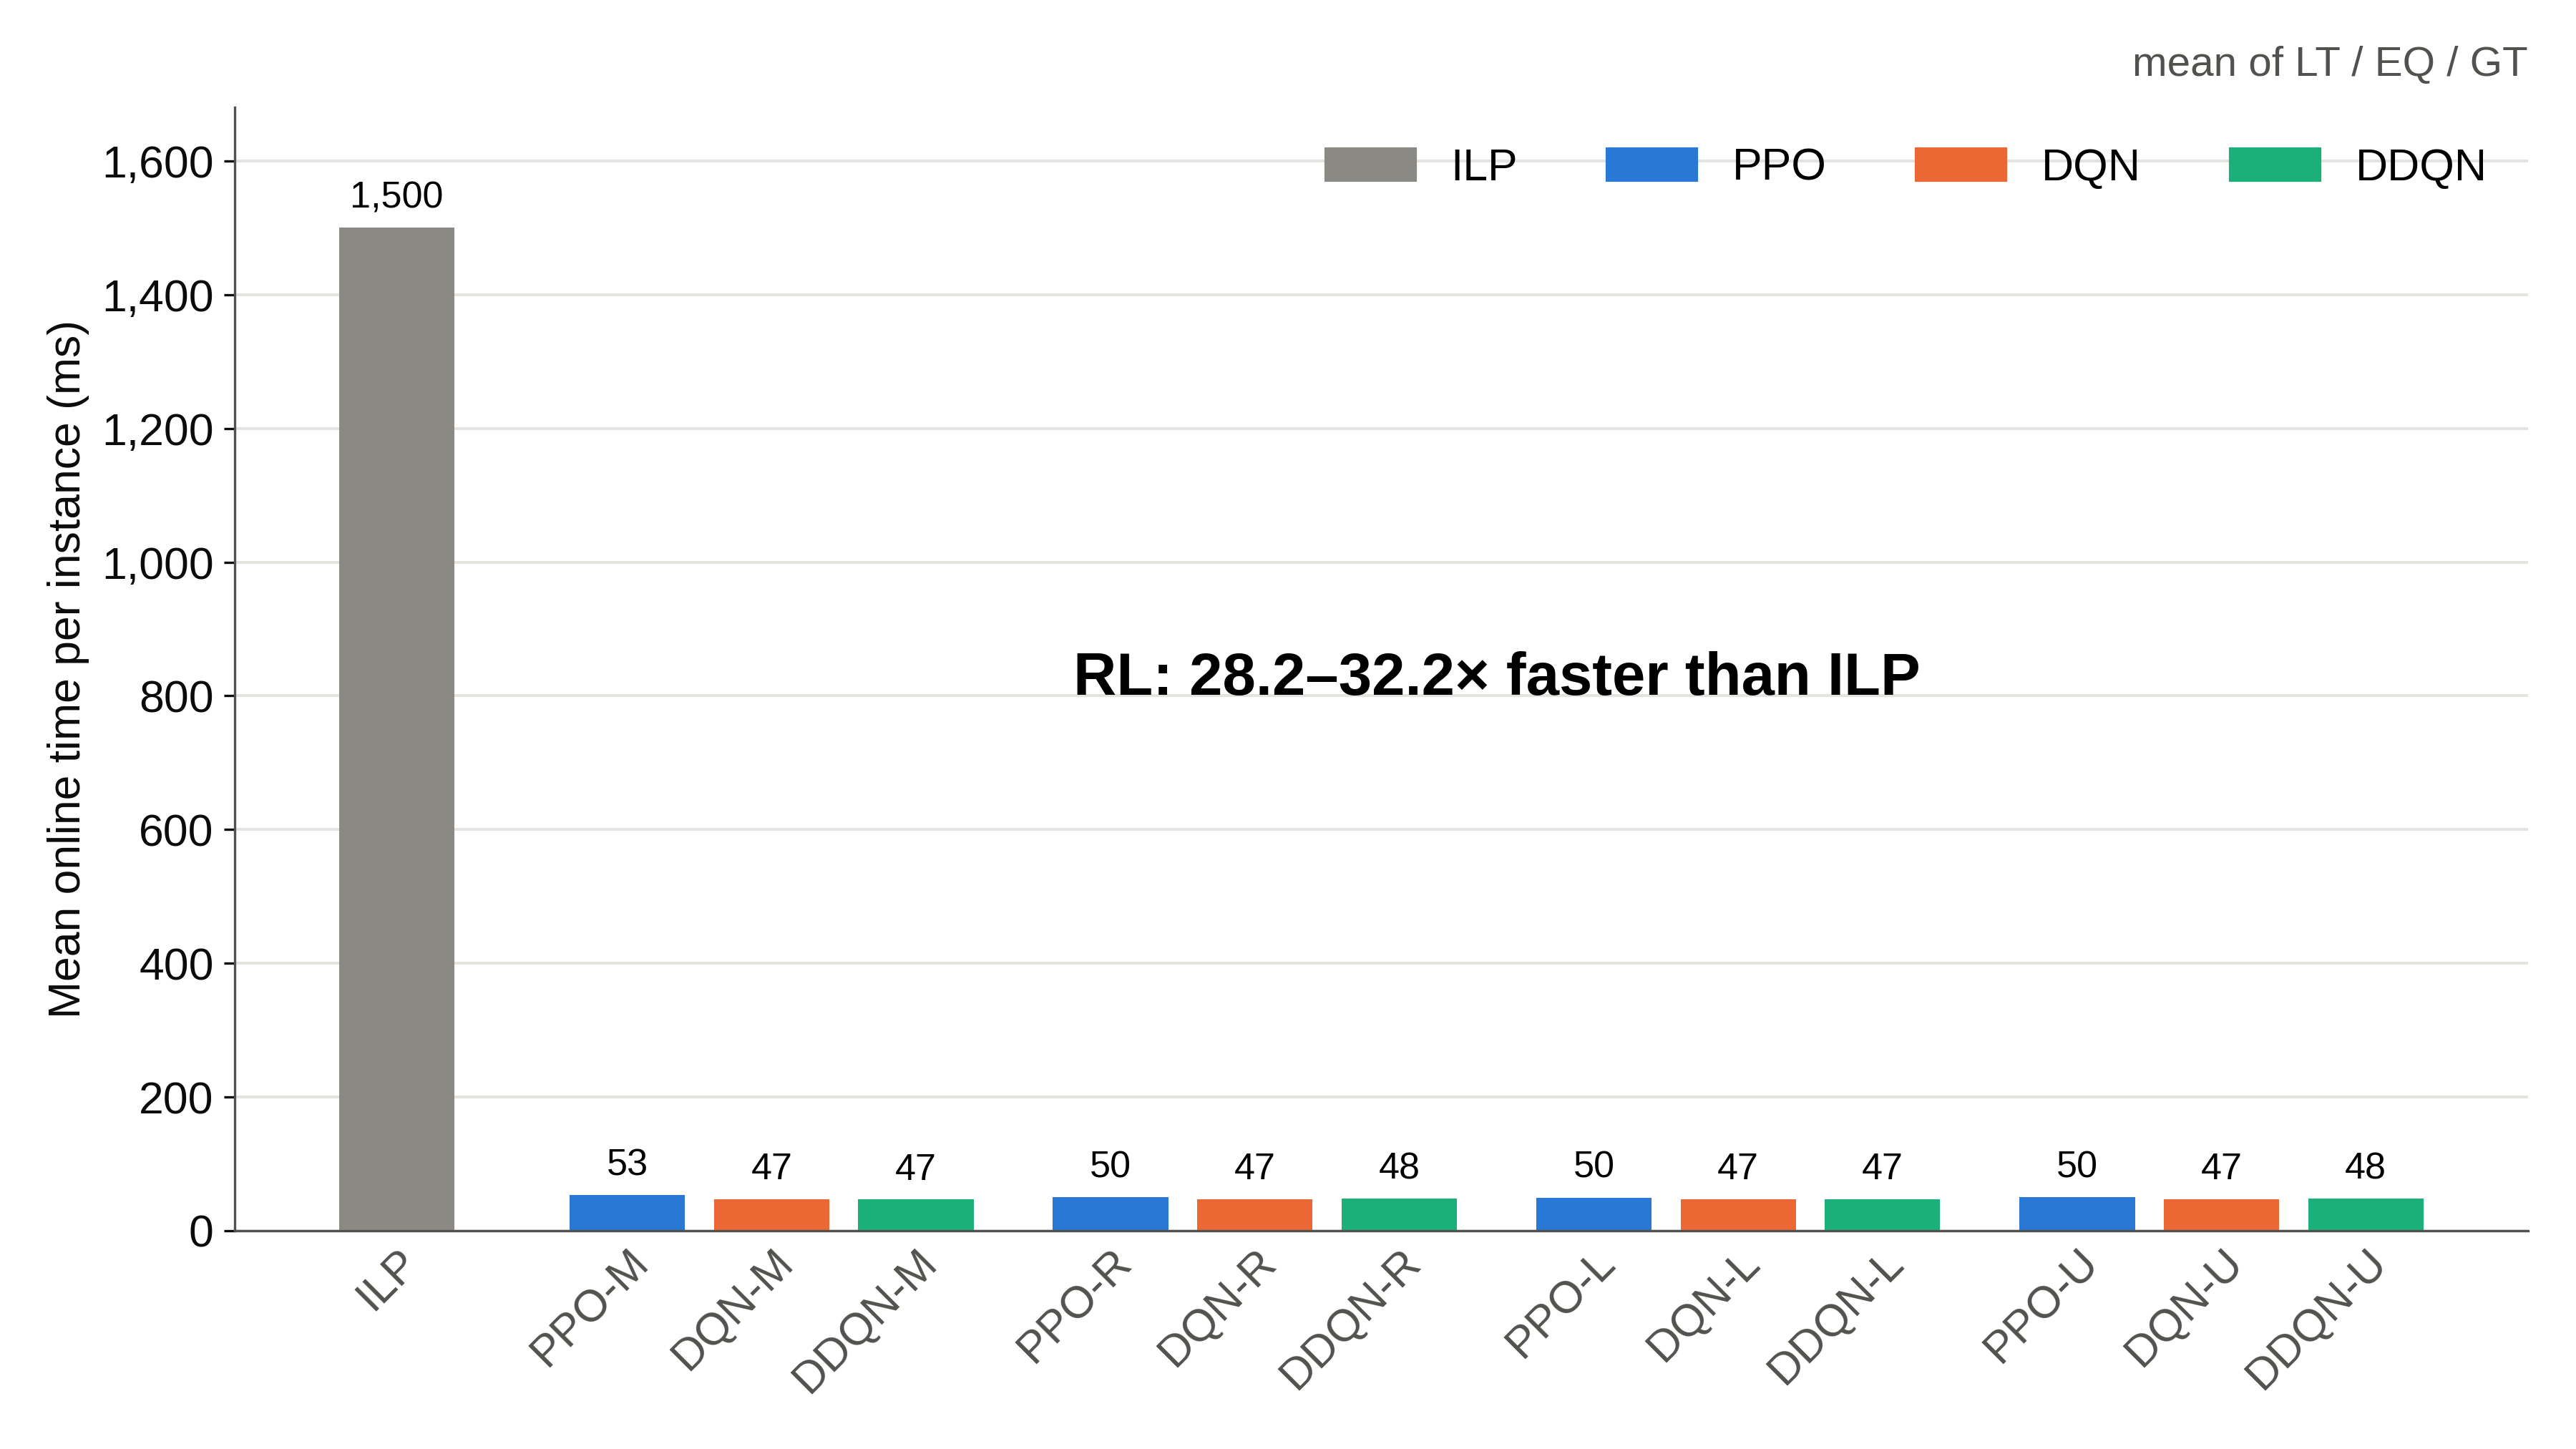 mean of LT / EQ / GT
ILP PPO DQN DDQN
Mean online time per instance (ms)
1,600
1,400
1,200
1,000
800
600
400
200
0
1,500
RL: 28.2–32.2× faster than ILP
53 47 47 50 47 48 50 47 47 50 47 48
ILP PPO-M DQN-M DDQN-M PPO-R DQN-R DDQN-R PPO-L DQN-L DDQN-L PPO-U DQN-U DDQN-U